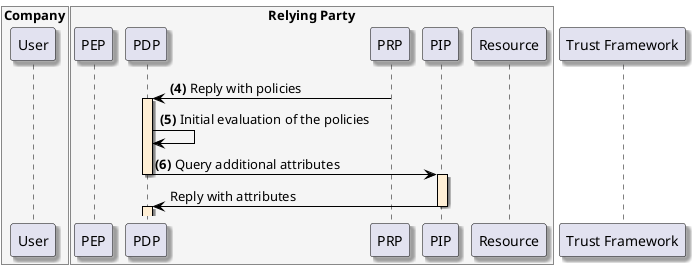 Company
Relying Party
User
PEP
PDP
PRP
PIP
Resource
Trust Framework
(4) Reply with policies
(5) Initial evaluation of the policies
(6) Query additional attributes
Reply with attributes
User
PEP
PDP
PRP
PIP
Resource
Trust Framework